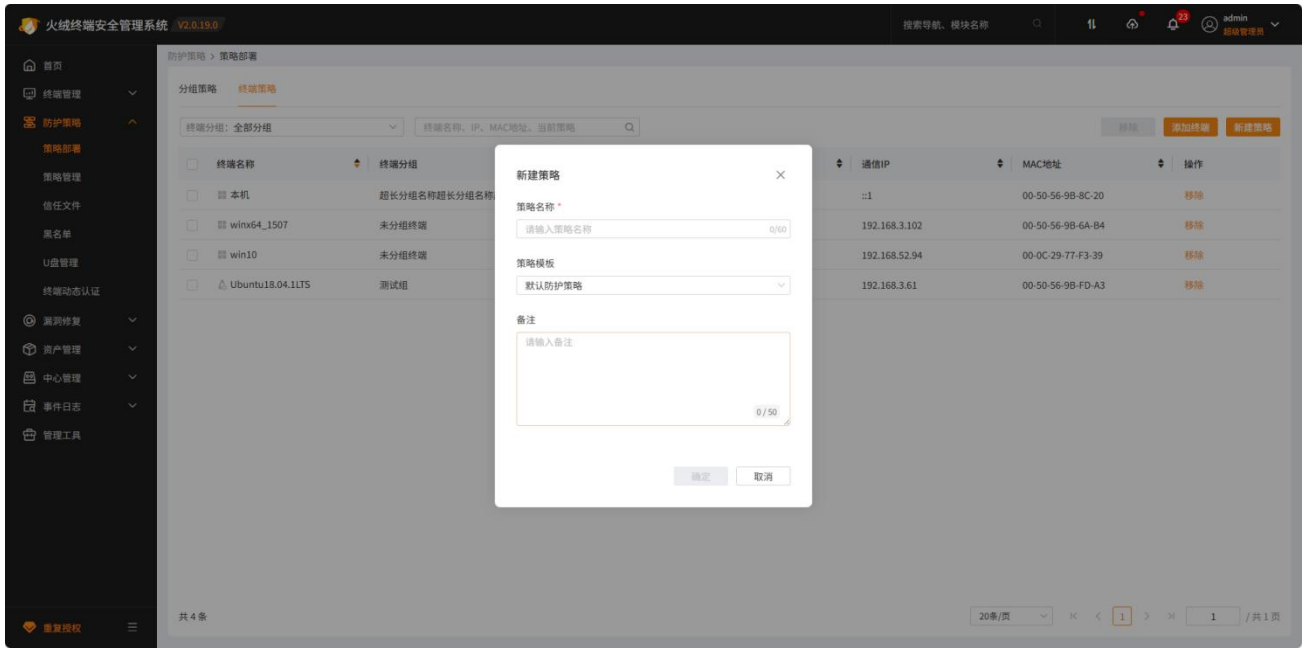 火绒终端安全管理系统 V2.0.19.0
搜索导航、模块名称
23
admin
超级管理员
首页
终端管理
防护策略
策略部署
策略管理
信任文件
黑名单
U盘管理
终端动态认证
漏洞修复
资产管理
中心管理
事件日志
管理工具
重复授权
防护策略 > 策略部署
分组策略 终端策略
终端分组: 全部分组
终端名称、IP、MAC地址、当前策略
移除 添加终端 新建策略
终端名称 终端分组 通信IP MAC地址 操作
本机 超长分组名称超长分组名称 ::1 00-50-56-9B-8C-20 移除
winx64_1507 未分组终端 192.168.3.102 00-50-56-9B-6A-B4 移除
win10 未分组终端 192.168.52.94 00-0C-29-77-F3-39 移除
Ubuntu18.04.1LTS 测试组 192.168.3.61 00-50-56-9B-FD-A3 移除
新建策略
策略名称 *
请输入策略名称 0/60
策略模板
默认防护策略
备注
请输入备注
0 / 50
确定 取消
共 4 条
20条/页 1 1 / 共 1 页